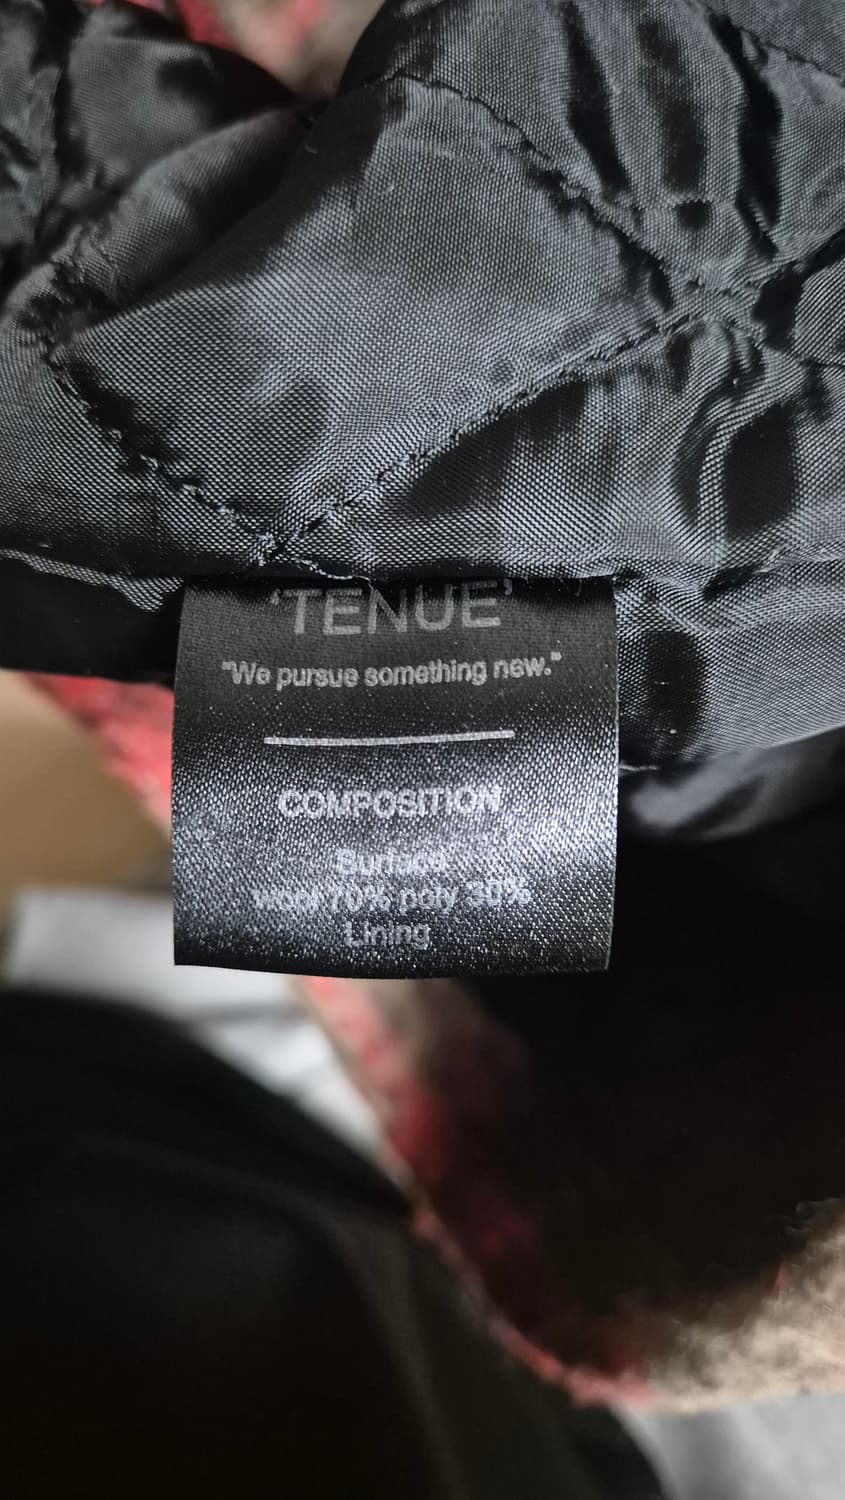 'TENUE'
"We pursue something new."
COMPOSITION
Surface
wool 70% poly 30%
Lining